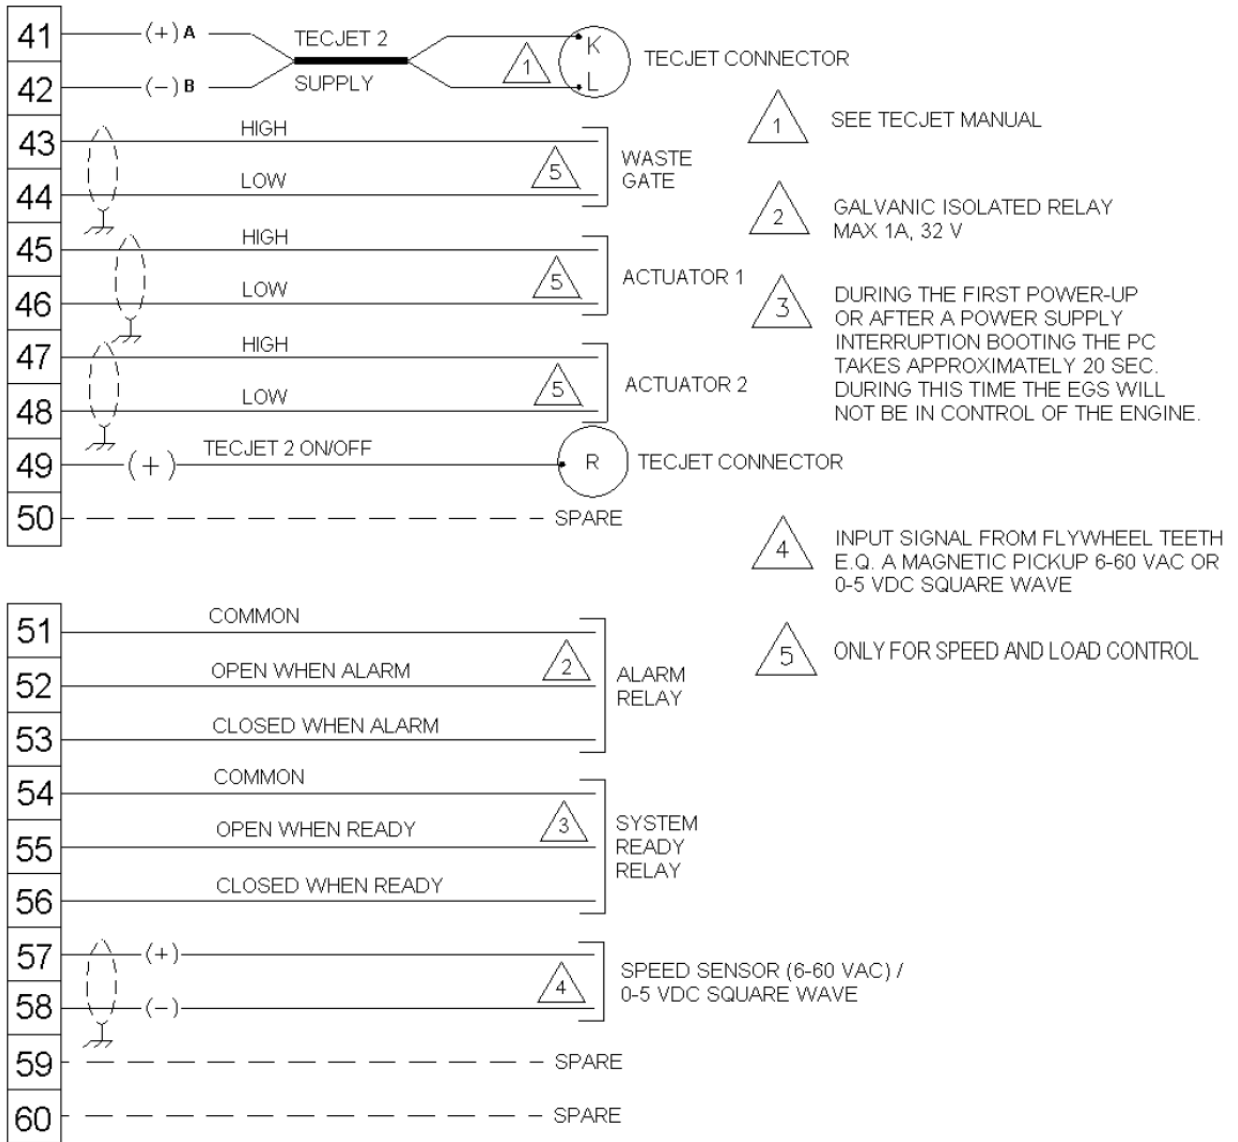 41 (+) A TECJET 2 K TECJET CONNECTOR
42 (-) B SUPPLY 1 L
43 HIGH
5 WASTE
GATE
44 LOW
45 HIGH
5 ACTUATOR 1
46 LOW
47 HIGH
5 ACTUATOR 2
48 LOW
49 (+) TECJET 2 ON/OFF R TECJET CONNECTOR
50 SPARE
51 COMMON
2 ALARM
RELAY
52 OPEN WHEN ALARM
53 CLOSED WHEN ALARM
54 COMMON
3 SYSTEM
READY
RELAY
55 OPEN WHEN READY
56 CLOSED WHEN READY
57 (+)
4 SPEED SENSOR (6-60 VAC) /
0-5 VDC SQUARE WAVE
58 (-)
59 SPARE
60 SPARE
1 SEE TECJET MANUAL
2 GALVANIC ISOLATED RELAY
MAX 1A, 32 V
3 DURING THE FIRST POWER-UP
OR AFTER A POWER SUPPLY
INTERRUPTION BOOTING THE PC
TAKES APPROXIMATELY 20 SEC.
DURING THIS TIME THE EGS WILL
NOT BE IN CONTROL OF THE ENGINE.
4 INPUT SIGNAL FROM FLYWHEEL TEETH
E.Q. A MAGNETIC PICKUP 6-60 VAC OR
0-5 VDC SQUARE WAVE
5 ONLY FOR SPEED AND LOAD CONTROL